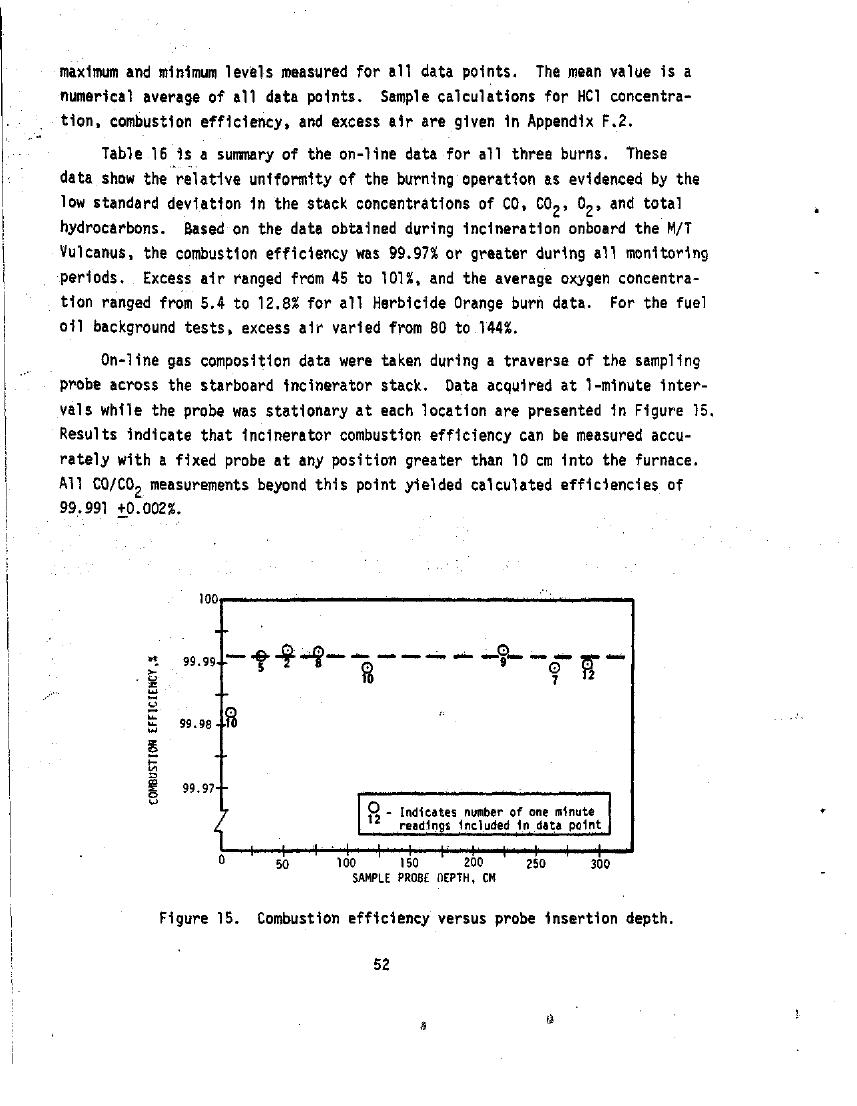 maximum and minimum levels measured for all data points. The mean value is a
numerical average of all data points. Sample calculations for HCl concentra-
tion, combustion efficiency, and excess air are given in Appendix F.2.
Table 16 is a summary of the on-line data for all three burns. These
data show the relative uniformity of the burning operation as evidenced by the
low standard deviation in the stack concentrations of CO, CO2, O2, and total
hydrocarbons. Based on the data obtained during incineration onboard the M/T
Vulcanus, the combustion efficiency was 99.97% or greater during all monitoring
periods. Excess air ranged from 45 to 101%, and the average oxygen concentra-
tion ranged from 5.4 to 12.8% for all Herbicide Orange burn data. For the fuel
oil background tests, excess air varied from 80 to 144%.
On-line gas composition data were taken during a traverse of the sampling
probe across the starboard incinerator stack. Data acquired at 1-minute inter-
vals while the probe was stationary at each location are presented in Figure 15.
Results indicate that incinerator combustion efficiency can be measured accu-
rately with a fixed probe at any position greater than 10 cm into the furnace.
All CO/CO2 measurements beyond this point yielded calculated efficiencies of
99.991 ±0.002%.
100
99.99
99.98
99.97
COMBUSTION EFFICIENCY,%
10
5
2
8
10
9
7
12
12 - Indicates number of one minute
readings included in data point
0 50 100 150 200 250 300
SAMPLE PROBE DEPTH, CM
Figure 15. Combustion efficiency versus probe insertion depth.
52